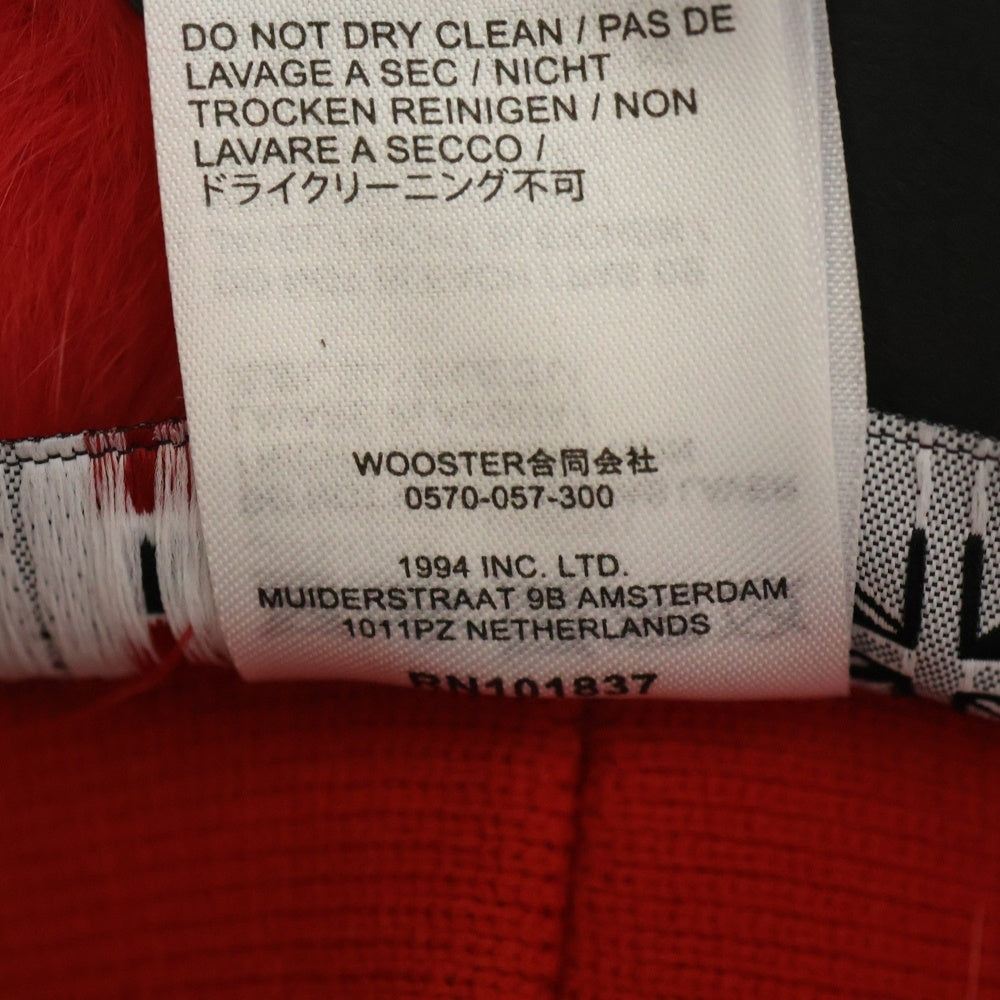 DO NOT DRY CLEAN / PAS DE
LAVAGE A SEC / NICHT
TROCKEN REINIGEN / NON
LAVARE A SECCO /
ドライクリーニング不可
WOOSTER合同会社
0570-057-300
1994 INC. LTD.
MUIDERSTRAAT 9B AMSTERDAM
1011PZ NETHERLANDS
RN101837